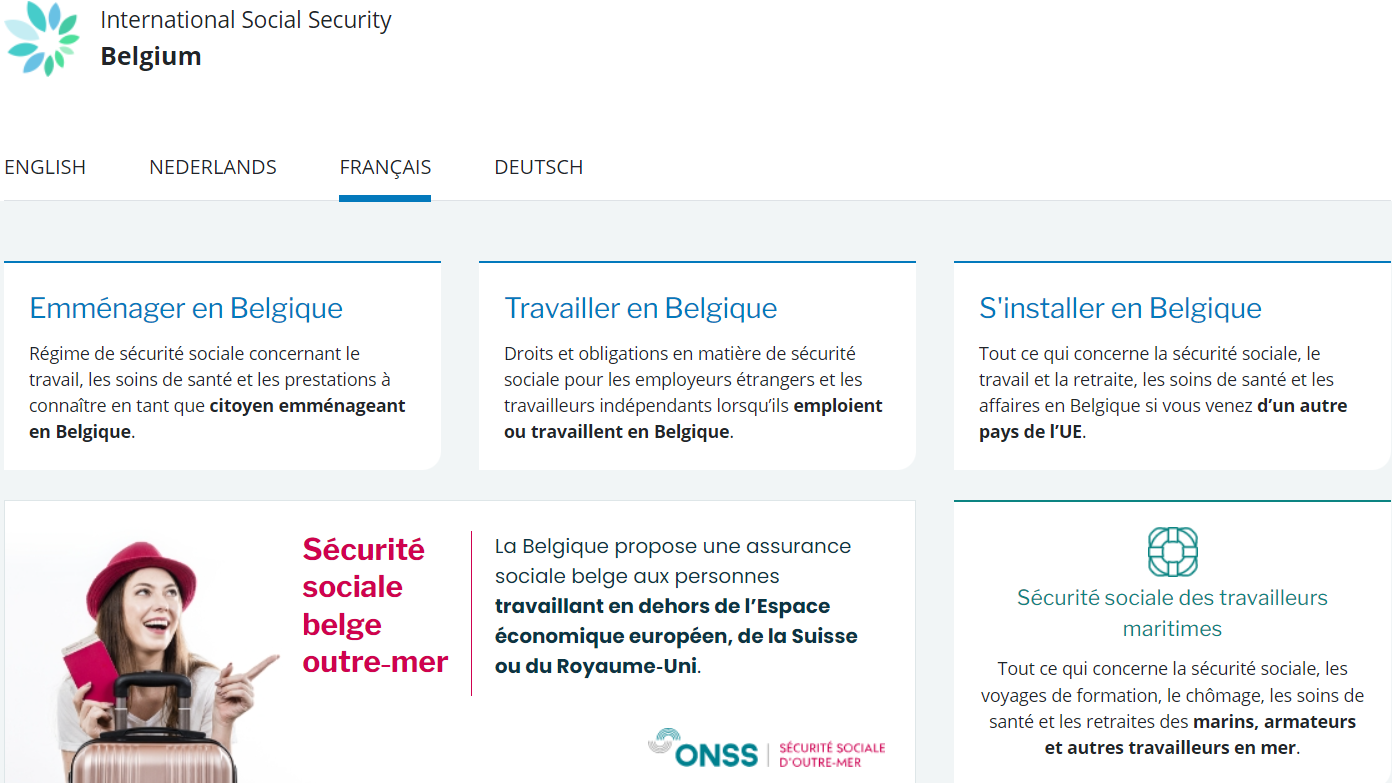 International Social Security
Belgium
ENGLISH NEDERLANDS FRANÇAIS DEUTSCH
Emménager en Belgique
Régime de sécurité sociale concernant le
travail, les soins de santé et les prestations à
connaître en tant que citoyen emménageant
en Belgique.
Travailler en Belgique
Droits et obligations en matière de sécurité
sociale pour les employeurs étrangers et les
travailleurs indépendants lorsqu’ils emploient
ou travaillent en Belgique.
S'installer en Belgique
Tout ce qui concerne la sécurité sociale, le
travail et la retraite, les soins de santé et les
affaires en Belgique si vous venez d’un autre
pays de l’UE.
Sécurité
sociale
belge
outre-mer
La Belgique propose une assurance
sociale belge aux personnes
travaillant en dehors de l’Espace
économique européen, de la Suisse
ou du Royaume-Uni.
ONSS
SÉCURITÉ SOCIALE
D'OUTRE-MER
Sécurité sociale des travailleurs
maritimes
Tout ce qui concerne la sécurité sociale, les
voyages de formation, le chômage, les soins de
santé et les retraites des marins, armateurs
et autres travailleurs en mer.